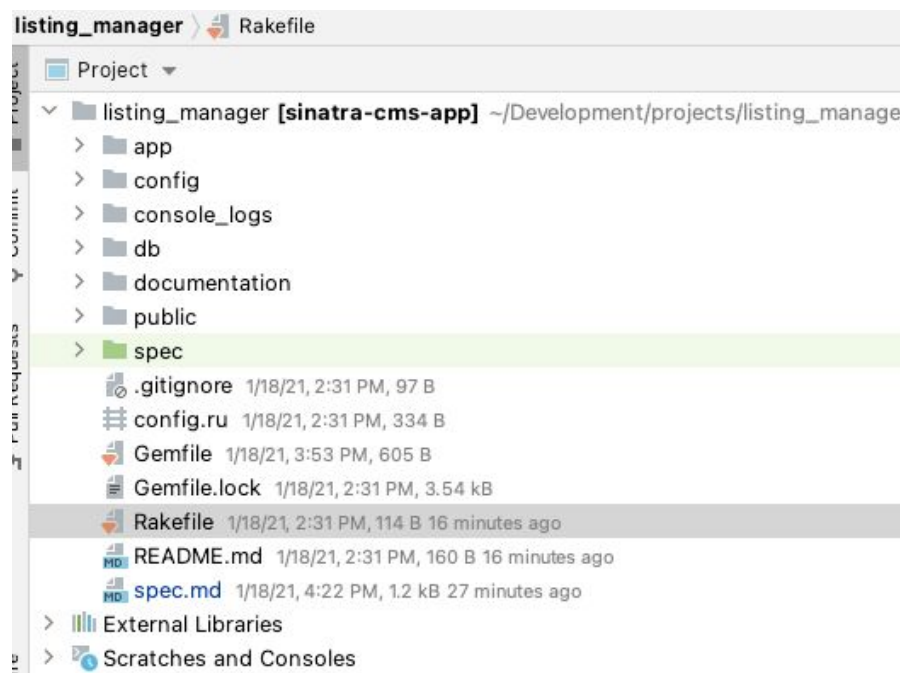 listing_manager Rakefile
Project
listing_manager [sinatra-cms-app] ~/Development/projects/listing_manage
app
config
console_logs
db
documentation
public
spec
.gitignore 1/18/21, 2:31 PM, 97 B
config.ru 1/18/21, 2:31 PM, 334 B
Gemfile 1/18/21, 3:53 PM, 605 B
Gemfile.lock 1/18/21, 2:31 PM, 3.54 kB
Rakefile 1/18/21, 2:31 PM, 114 B 16 minutes ago
MD README.md 1/18/21, 2:31 PM, 160 B 16 minutes ago
MD spec.md 1/18/21, 4:22 PM, 1.2 kB 27 minutes ago
External Libraries
Scratches and Consoles